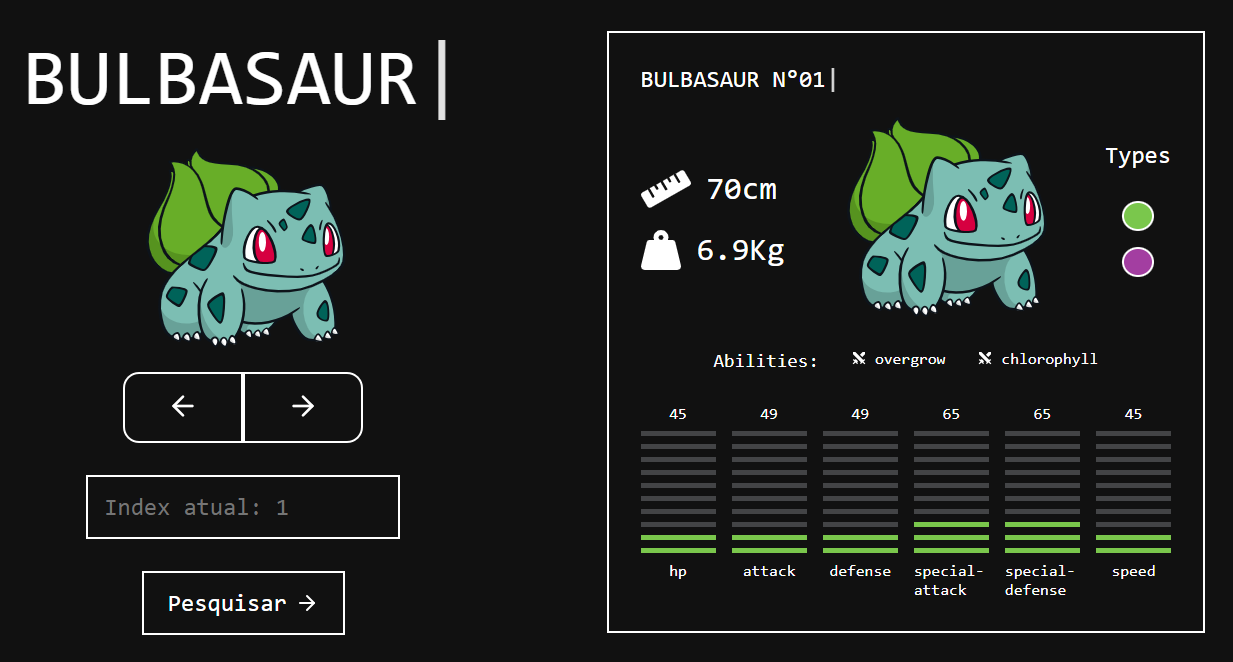 BULBASAUR
Index atual: 1
Pesquisar →
BULBASAUR N°01
70cm
6.9Kg
Types
Abilities: overgrow chlorophyll
45 49 49 65 65 45
hp attack defense special-attack special-defense speed